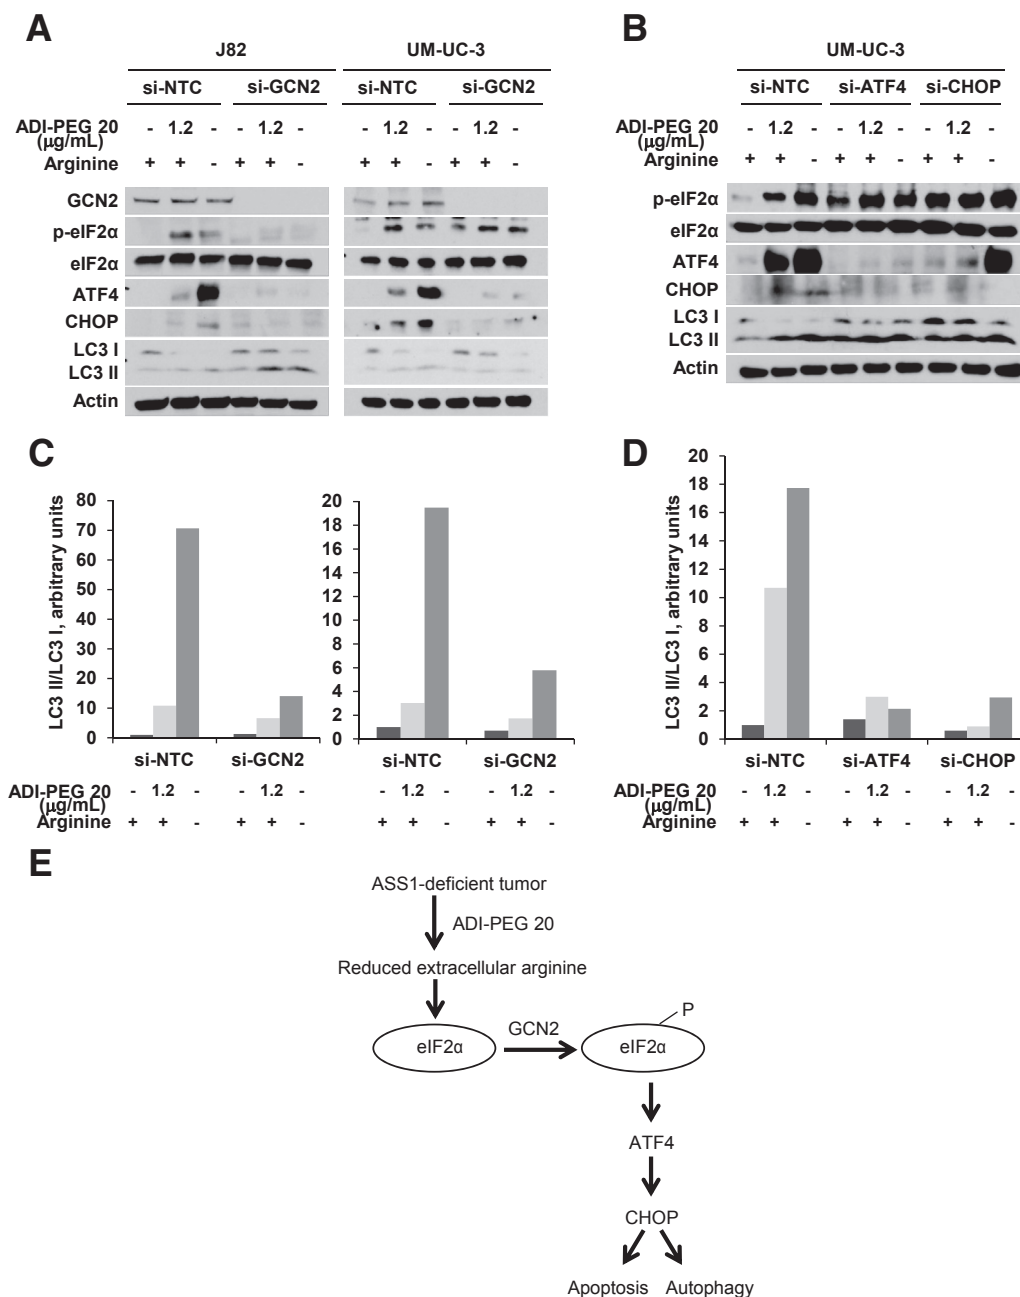 A
J82 UM-UC-3
si-NTC si-GCN2 si-NTC si-GCN2
ADI-PEG 20 - 1.2 - - 1.2 - - 1.2 - - 1.2 -
(µg/mL)
Arginine + + - + + - + + - + + -
GCN2
p-eIF2α
eIF2α
ATF4
CHOP
LC3 I
LC3 II
Actin
B
UM-UC-3
si-NTC si-ATF4 si-CHOP
ADI-PEG 20 - 1.2 - - 1.2 - - 1.2 -
(µg/mL)
Arginine + + - + + - + + -
p-eIF2α
eIF2α
ATF4
CHOP
LC3 I
LC3 II
Actin
C
LC3 II/LC3 I, arbitrary units
80
70
60
50
40
30
20
10
0
si-NTC si-GCN2
20
18
16
14
12
10
8
6
4
2
0
si-NTC si-GCN2
ADI-PEG 20 - 1.2 - - 1.2 - - 1.2 - - 1.2 -
(µg/mL)
Arginine + + - + + - + + - + + -
D
LC3 II/LC3 I, arbitrary units
20
18
16
14
12
10
8
6
4
2
0
si-NTC si-ATF4 si-CHOP
ADI-PEG 20 - 1.2 - - 1.2 - - 1.2 -
(µg/mL)
Arginine + + - + + - + + -
E
ASS1-deficient tumor
ADI-PEG 20
Reduced extracellular arginine
eIF2α GCN2 eIF2α P
ATF4
CHOP
Apoptosis Autophagy